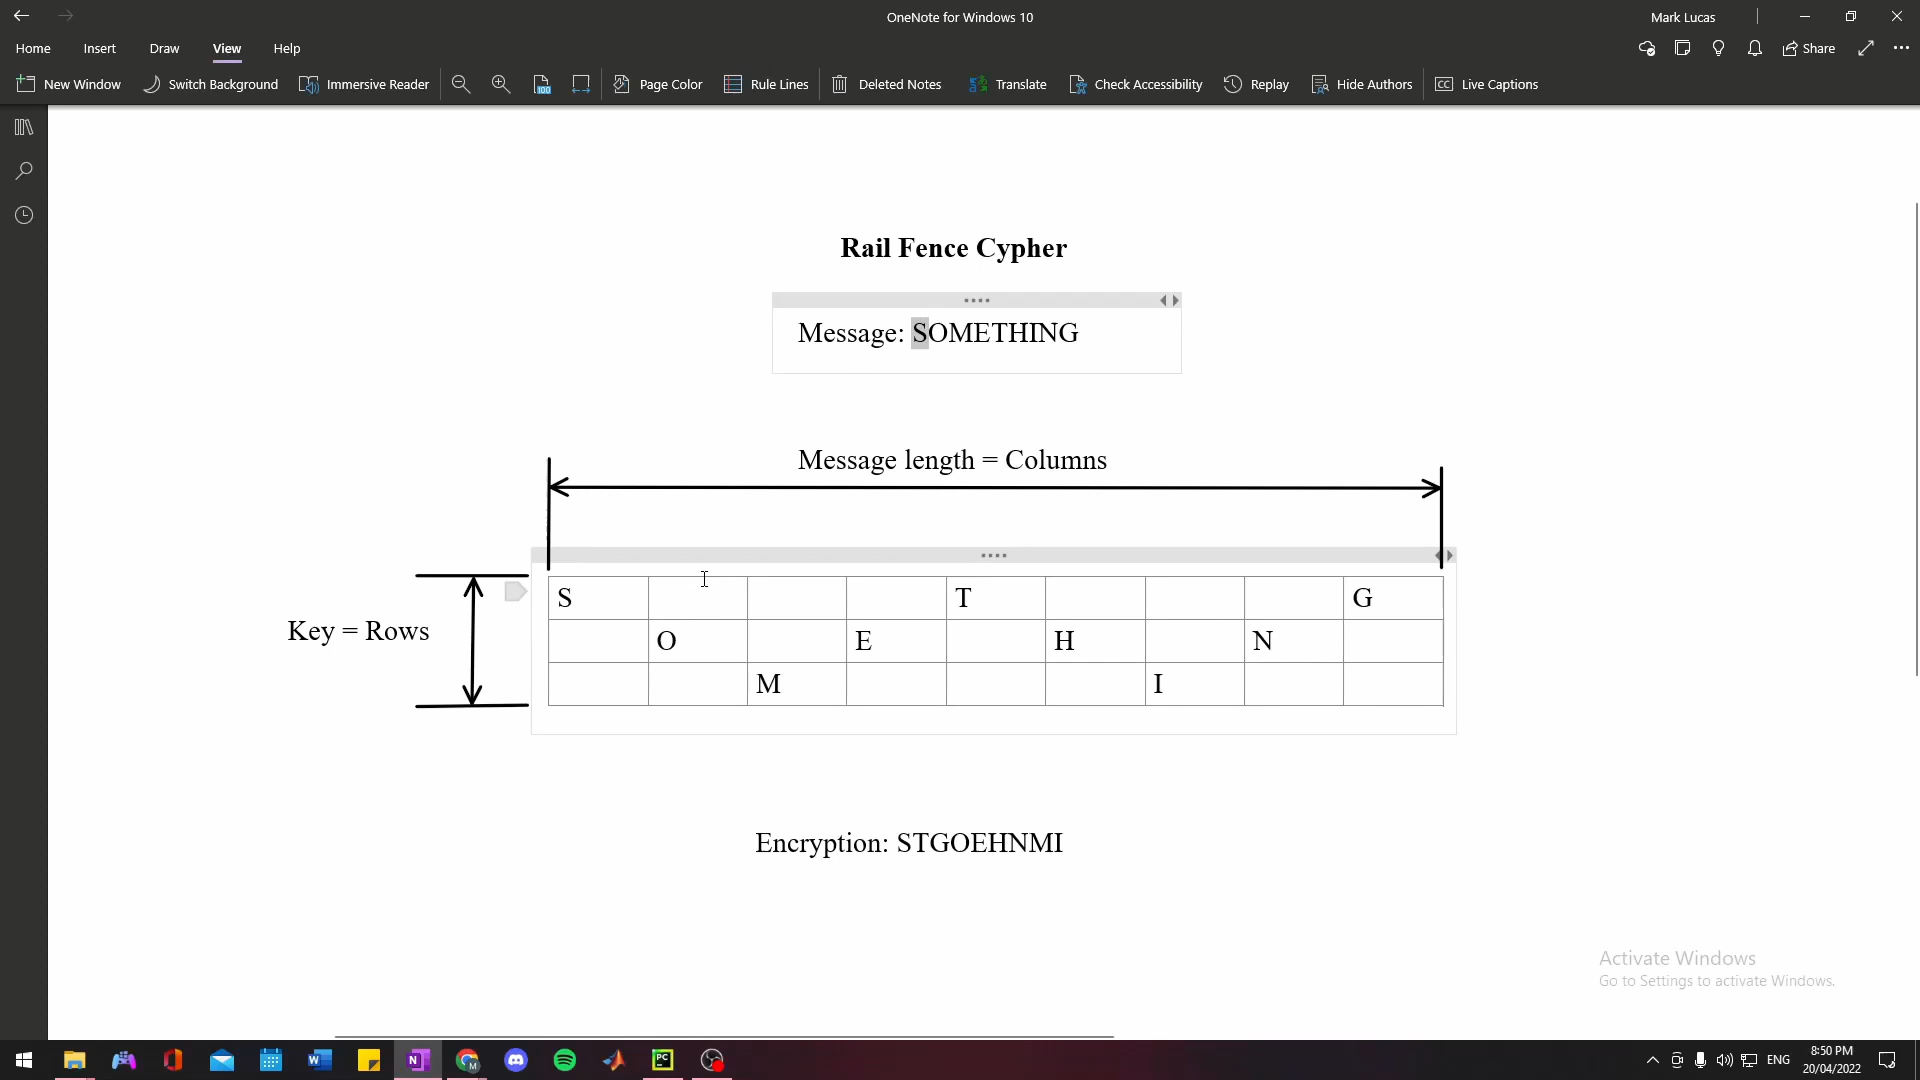 OneNote for Windows 10
Mark Lucas
Home Insert Draw View Help
Share
New Window Switch Background Immersive Reader Page Color Rule Lines Deleted Notes Translate Check Accessibility Replay Hide Authors Live Captions
Rail Fence Cypher
Message: SOMETHING
Message length = Columns
Key = Rows
S T G
O E H N
M I
Encryption: STGOEHNMI
Activate Windows
Go to Settings to activate Windows.
ENG
8:50 PM
20/04/2022